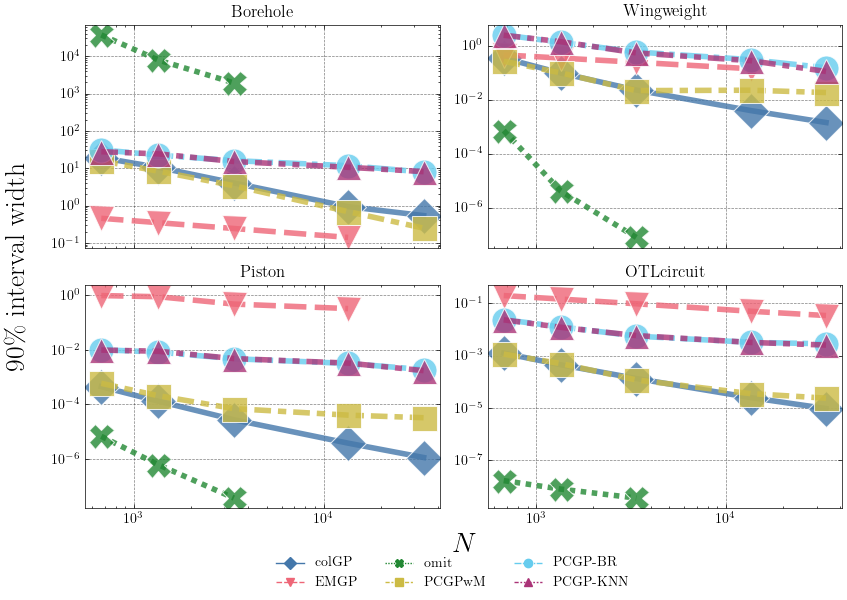 Borehole
Wingweight
10^4
10^3
10^2
10^1
10^0
10^-1
10^0
10^-2
10^-4
10^-6
90% interval width
Piston
OTLcircuit
10^0
10^-2
10^-4
10^-6
10^-1
10^-3
10^-5
10^-7
10^3
10^4
10^3
10^4
N
colGP
omit
PCGP-BR
EMGP
PCGPwM
PCGP-KNN